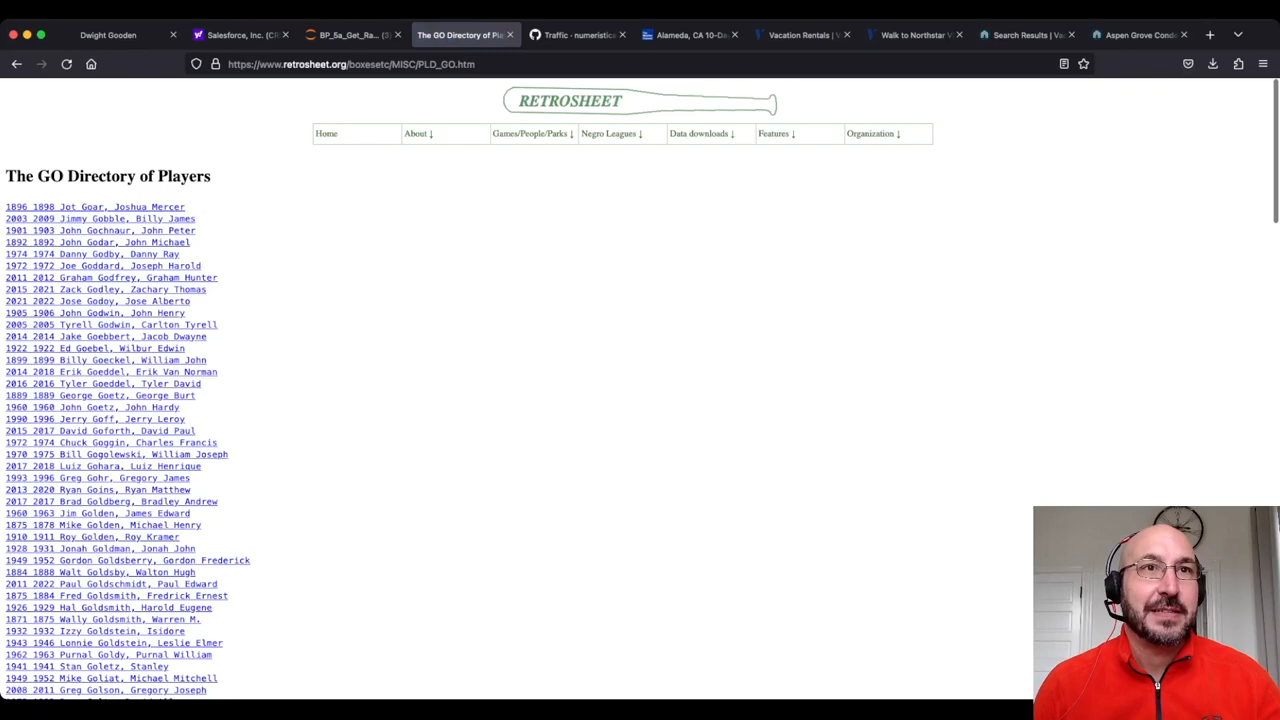 Dwight Gooden
Salesforce, Inc. (CR
BP_5a_Get_Ra... (3)
The GO Directory of Pla
Traffic - numeristica
Alameda, CA 10-Da
Vacation Rentals | V
Walk to Northstar V
Search Results | Vac
Aspen Grove Cond
https://www.retrosheet.org/boxesetc/MISC/PLD_GO.htm
RETROSHEET
Home
About ↓
Games/People/Parks ↓
Negro Leagues ↓
Data downloads ↓
Features ↓
Organization ↓
The GO Directory of Players
1896 1898 Jot Goar, Joshua Mercer
2003 2009 Jimmy Gobble, Billy James
1901 1903 John Gochnaur, John Peter
1892 1892 John Godar, John Michael
1974 1974 Danny Godby, Danny Ray
1972 1972 Joe Goddard, Joseph Harold
2011 2012 Graham Godfrey, Graham Hunter
2015 2021 Zack Godley, Zachary Thomas
2021 2022 Jose Godoy, Jose Alberto
1905 1906 John Godwin, John Henry
2005 2005 Tyrell Godwin, Carlton Tyrell
2014 2014 Jake Goebbert, Jacob Dwayne
1922 1922 Ed Goebel, Wilbur Edwin
1899 1899 Billy Goeckel, William John
2014 2018 Erik Goeddel, Erik Van Norman
2016 2016 Tyler Goeddel, Tyler David
1889 1889 George Goetz, George Burt
1960 1960 John Goetz, John Hardy
1990 1996 Jerry Goff, Jerry Leroy
2015 2017 David Goforth, David Paul
1972 1974 Chuck Goggin, Charles Francis
1970 1975 Bill Gogolewski, William Joseph
2017 2018 Luiz Gohara, Luiz Henrique
1993 1996 Greg Gohr, Gregory James
2013 2020 Ryan Goins, Ryan Matthew
2017 2017 Brad Goldberg, Bradley Andrew
1960 1963 Jim Golden, James Edward
1875 1878 Mike Golden, Michael Henry
1910 1911 Roy Golden, Roy Kramer
1928 1931 Jonah Goldman, Jonah John
1949 1952 Gordon Goldsberry, Gordon Frederick
1884 1888 Walt Goldsby, Walton Hugh
2011 2022 Paul Goldschmidt, Paul Edward
1875 1884 Fred Goldsmith, Fredrick Ernest
1926 1929 Hal Goldsmith, Harold Eugene
1871 1875 Wally Goldsmith, Warren M.
1932 1932 Izzy Goldstein, Isidore
1943 1946 Lonnie Goldstein, Leslie Elmer
1962 1963 Purnal Goldy, Purnal William
1941 1941 Stan Goletz, Stanley
1949 1952 Mike Goliat, Michael Mitchell
2008 2011 Greg Golson, Gregory Joseph